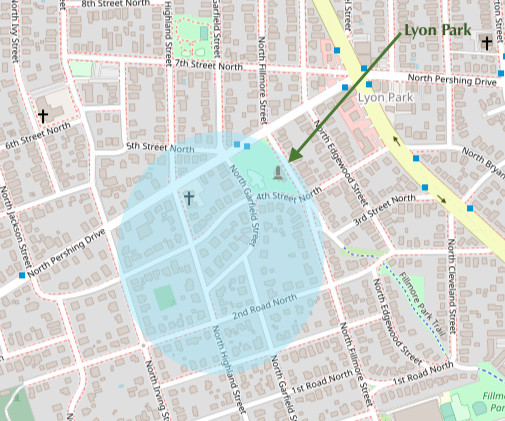 8th Street North
North Ivy Street
Highland Street
Garfield Street
Lyon Park
7th Street North
North Fillmore Street
North Pershing Drive
Lyon Park
6th Street North
5th Street North
North Edgewood Street
North Garfield Street
4th Street North
3rd Street North
North Jackson Street
North Pershing Drive
North Cleveland Street
Fillmore Park Trail
2nd Road North
North Edgewood Street
North Highland Street
North Garfield Street
North Fillmore Street
North Irving St
1st Road North
1st Road North
North Bryan
Fillm
Par